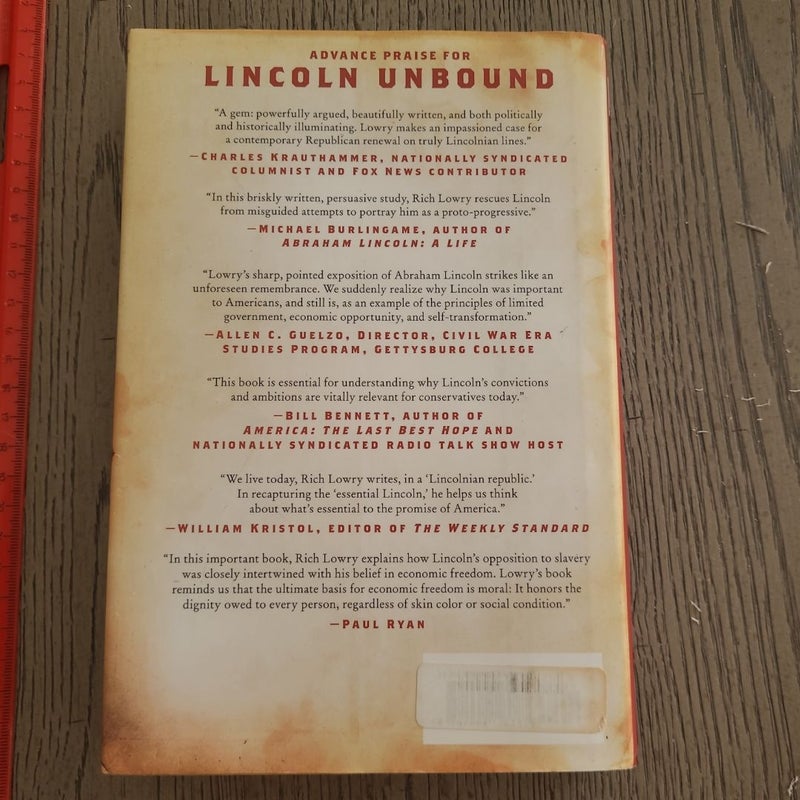 ADVANCE PRAISE FOR
LINCOLN UNBOUND
“A gem: powerfully argued, beautifully written, and both politically
and historically illuminating. Lowry makes an impassioned case for
a contemporary Republican renewal on truly Lincolnian lines.”
—CHARLES KRAUTHAMMER, NATIONALLY SYNDICATED
COLUMNIST AND FOX NEWS CONTRIBUTOR
“In this briskly written, persuasive study, Rich Lowry rescues Lincoln
from misguided attempts to portray him as a proto-progressive.”
—MICHAEL BURLINGAME, AUTHOR OF
ABRAHAM LINCOLN: A LIFE
“Lowry’s sharp, pointed exposition of Abraham Lincoln strikes like an
unforeseen remembrance. We suddenly realize why Lincoln was important
to Americans, and still is, as an example of the principles of limited
government, economic opportunity, and self-transformation.”
—ALLEN C. GUELZO, DIRECTOR, CIVIL WAR ERA
STUDIES PROGRAM, GETTYSBURG COLLEGE
“This book is essential for understanding why Lincoln’s convictions
and ambitions are vitally relevant for conservatives today.”
—BILL BENNETT, AUTHOR OF
AMERICA: THE LAST BEST HOPE AND
NATIONALLY SYNDICATED RADIO TALK SHOW HOST
“We live today, Rich Lowry writes, in a ‘Lincolnian republic.’
In recapturing the ‘essential Lincoln,’ he helps us think
about what’s essential to the promise of America.”
—WILLIAM KRISTOL, EDITOR OF THE WEEKLY STANDARD
“In this important book, Rich Lowry explains how Lincoln’s opposition to slavery
was closely intertwined with his belief in economic freedom. Lowry’s book
reminds us that the ultimate basis for economic freedom is moral: It honors the
dignity owed to every person, regardless of skin color or social condition.”
—PAUL RYAN